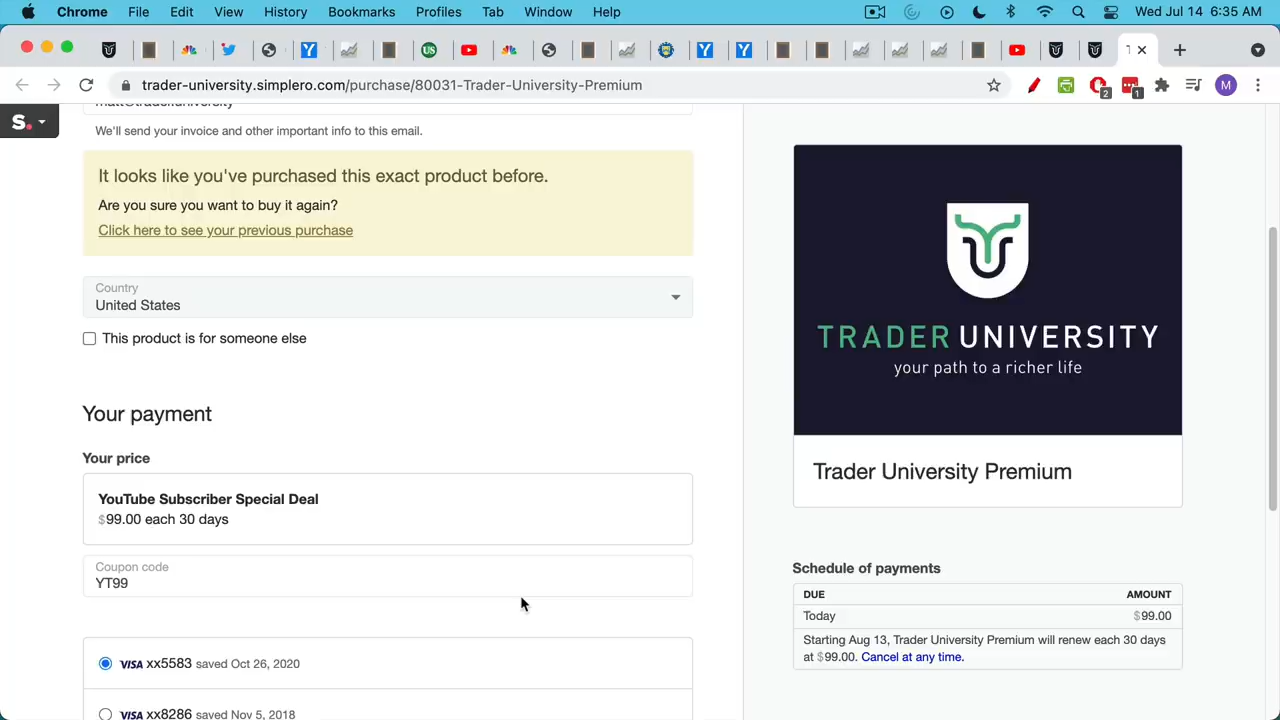 Chrome File Edit View History Bookmarks Profiles Tab Window Help Wed Jul 14 6:35 AM
trader-university.simplero.com/purchase/80031-Trader-University-Premium
2 1 M
S.
We'll send your invoice and other important info to this email.
It looks like you've purchased this exact product before.
Are you sure you want to buy it again?
Click here to see your previous purchase
Country
United States
This product is for someone else
Your payment
Your price
YouTube Subscriber Special Deal
$99.00 each 30 days
Coupon code
YT99
VISA xx5583 saved Oct 26, 2020
VISA xx8286 saved Nov 5, 2018
TRADER UNIVERSITY
your path to a richer life
Trader University Premium
Schedule of payments
DUE AMOUNT
Today $99.00
Starting Aug 13, Trader University Premium will renew each 30 days
at $99.00. Cancel at any time.